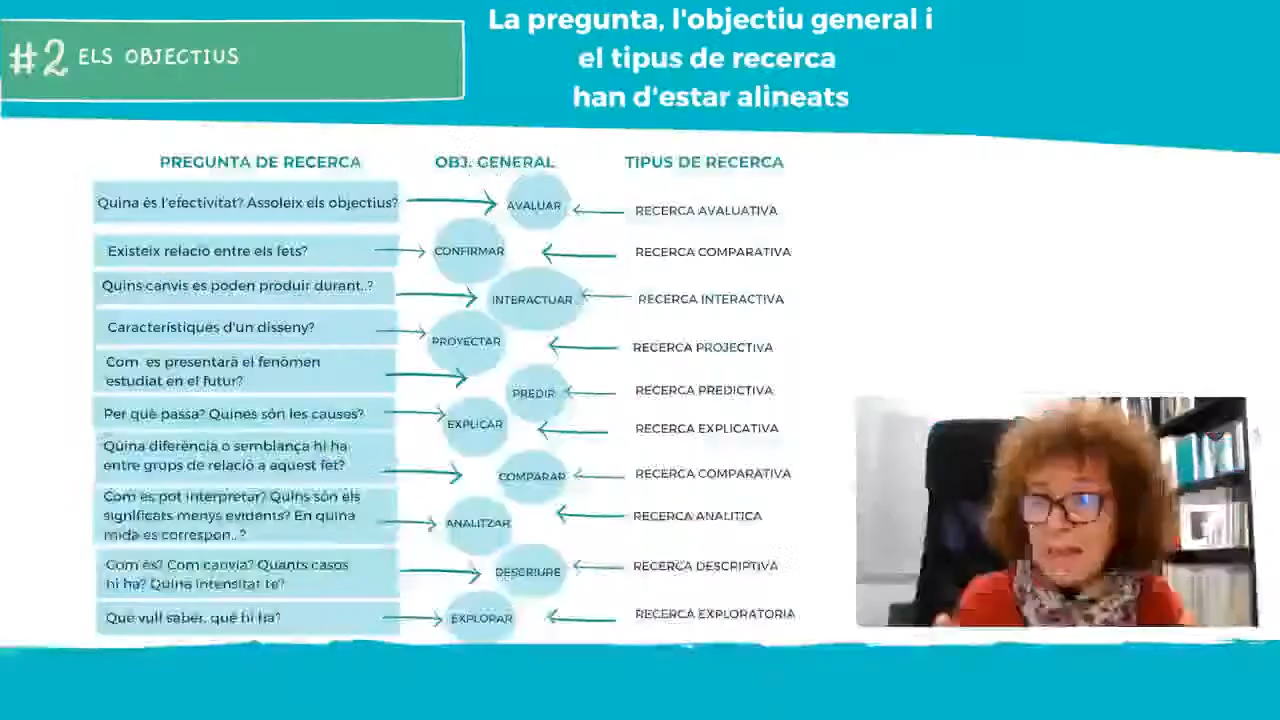 #2 ELS OBJECTIUS
La pregunta, l'objectiu general i
el tipus de recerca
han d'estar alineats
PREGUNTA DE RECERCA OBJ. GENERAL TIPUS DE RECERCA
Quina és l'efectivitat? Assoleix els objectius? AVALUAR RECERCA AVALUATIVA
Existeix relació entre els fets? CONFIRMAR RECERCA COMPARATIVA
Quins canvis es poden produir durant..? INTERACTUAR RECERCA INTERACTIVA
Característiques d'un disseny? PROYECTAR RECERCA PROJECTIVA
Com es presentarà el fenòmen
estudiat en el futur? PREDIR RECERCA PREDICTIVA
Per què passa? Quines són les causes? EXPLICAR RECERCA EXPLICATIVA
Quina diferència o semblança hi ha
entre grups de relació a aquest fet? COMPARAR RECERCA COMPARATIVA
Com es pot interpretar? Quins són els
significats menys evidents? En quina
mida es correspon..? ANALITZAR RECERCA ANALITICA
Com és? Com canvia? Quants casos
hi ha? Quina intensitat te? DESCRIURE RECERCA DESCRIPTIVA
Què vull saber, què hi ha? EXPLORAR RECERCA EXPLORATORIA